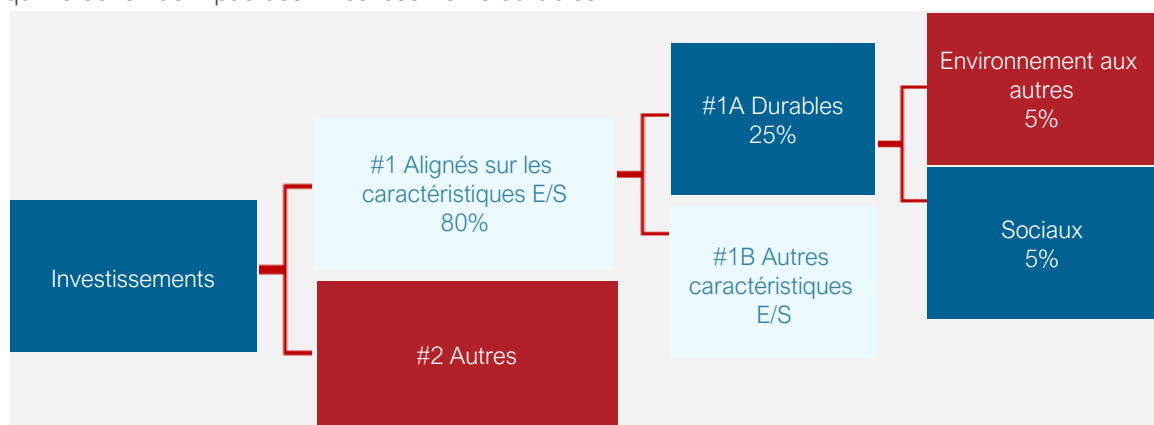 Investissements
#1 Alignés sur les
caractéristiques E/S
80%
#2 Autres
#1A Durables
25%
#1B Autres
caractéristiques
E/S
Environnement aux
autres
5%
Sociaux
5%